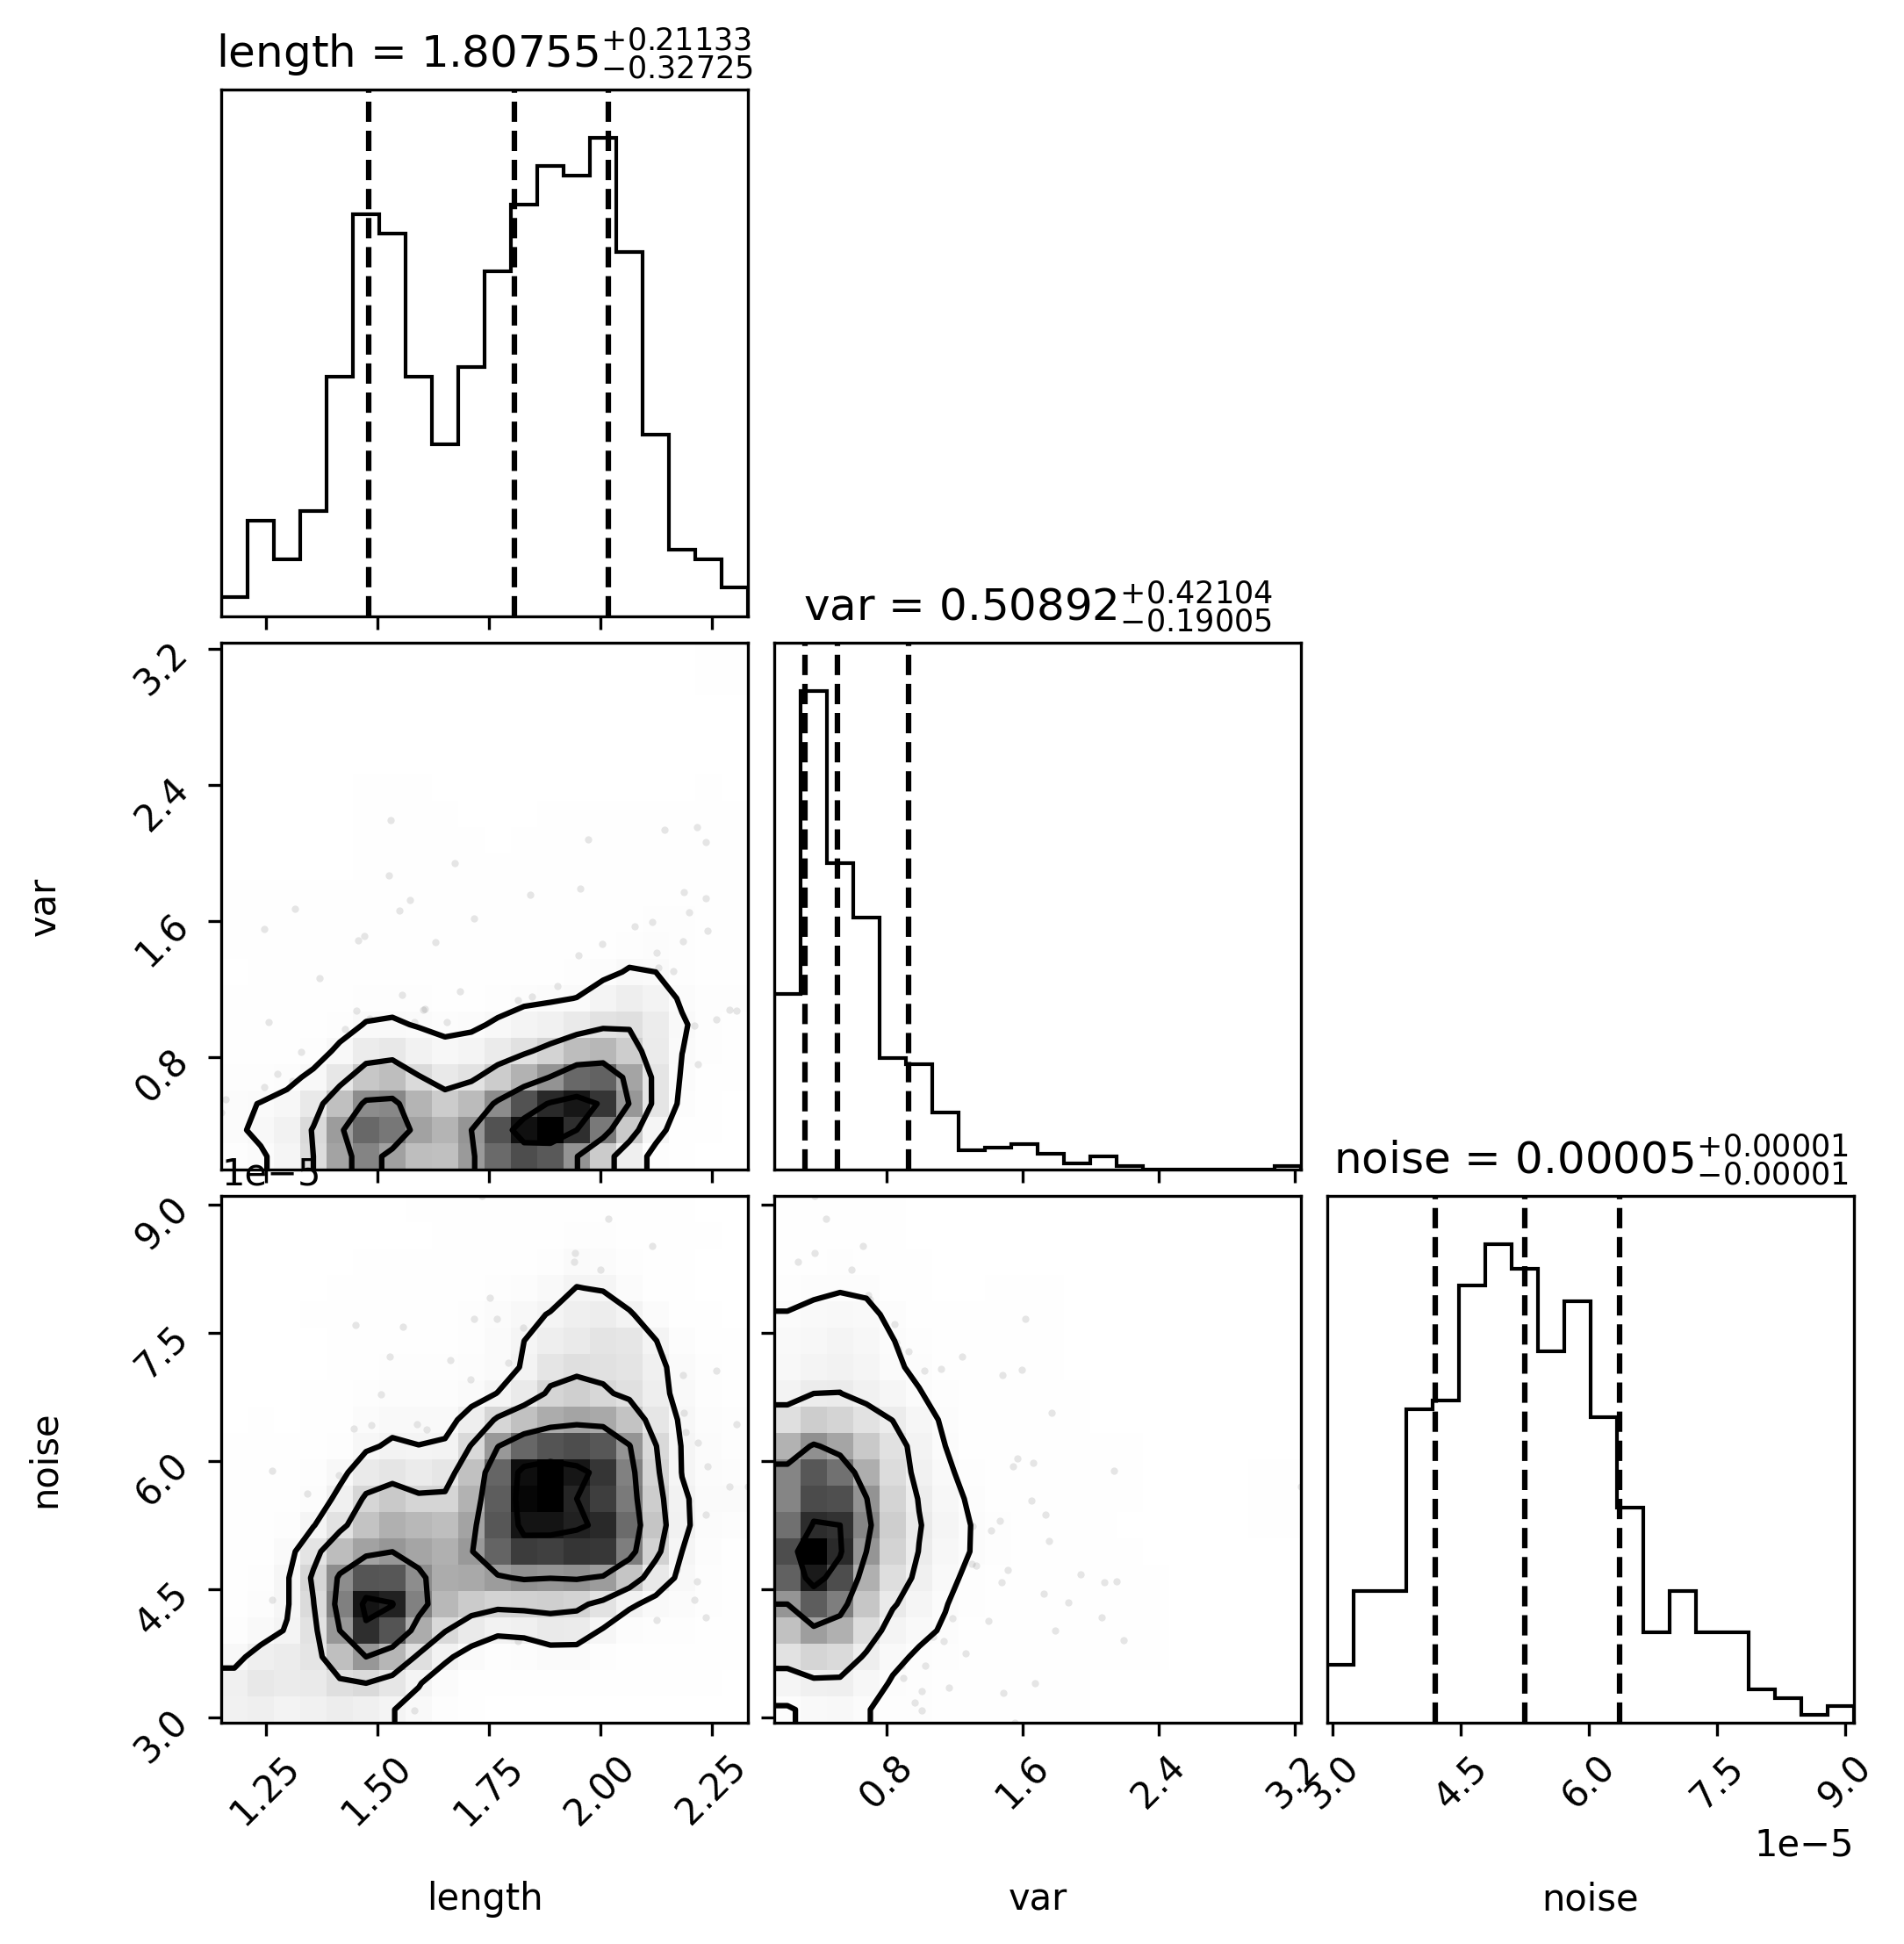 length = 1.80755 +0.21133 −0.32725
var = 0.50892 +0.42104 −0.19005
3.2
2.4
1.6
0.8
var
noise = 0.00005 +0.00001 −0.00001
1e−5
9.0
7.5
6.0
4.5
3.0
noise
1.25 1.50 1.75 2.00 2.25
0.8 1.6 2.4 3.2
3.0 4.5 6.0 7.5 9.0
1e−5
length
var
noise